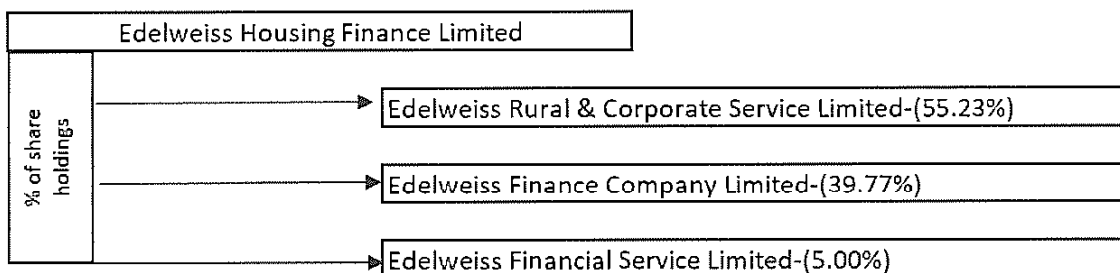 Edelweiss Housing Finance Limited
% of share
holdings
Edelweiss Rural & Corporate Service Limited-(55.23%)
Edelweiss Finance Company Limited-(39.77%)
Edelweiss Financial Service Limited-(5.00%)